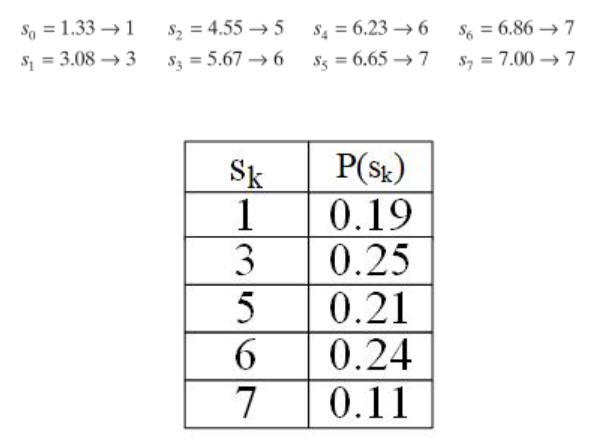 s₀ = 1.33 → 1 s₂ = 4.55 → 5 s₄ = 6.23 → 6 s₆ = 6.86 → 7
s₁ = 3.08 → 3 s₃ = 5.67 → 6 s₅ = 6.65 → 7 s₇ = 7.00 → 7
sₖ P(sₖ)
1 0.19
3 0.25
5 0.21
6 0.24
7 0.11